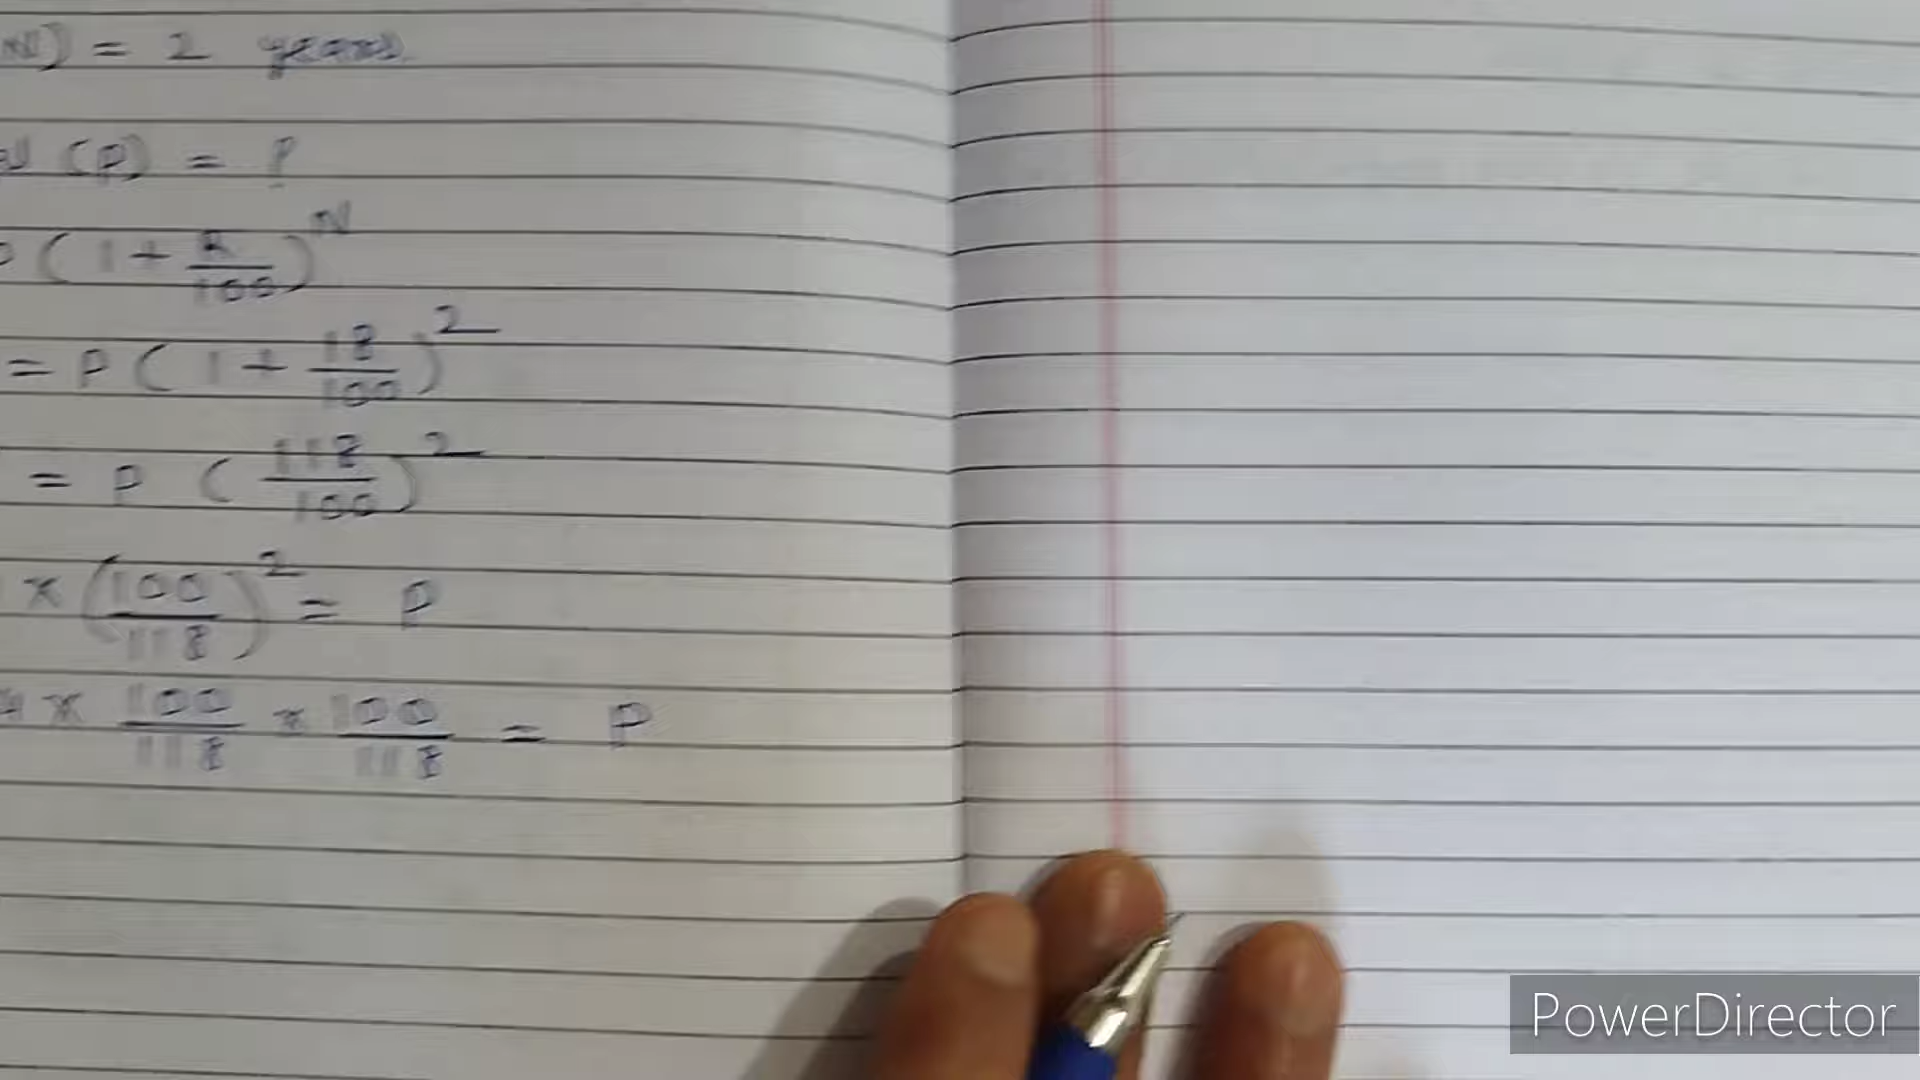 N) = 2 years.
(P) = ?
( 1 + R/100 )^N
= P ( 1 + 18/100 )^2
= P ( 118/100 )^2
x (100/118)^2 = P
4 x 100/118 x 100/118 = P
PowerDirector